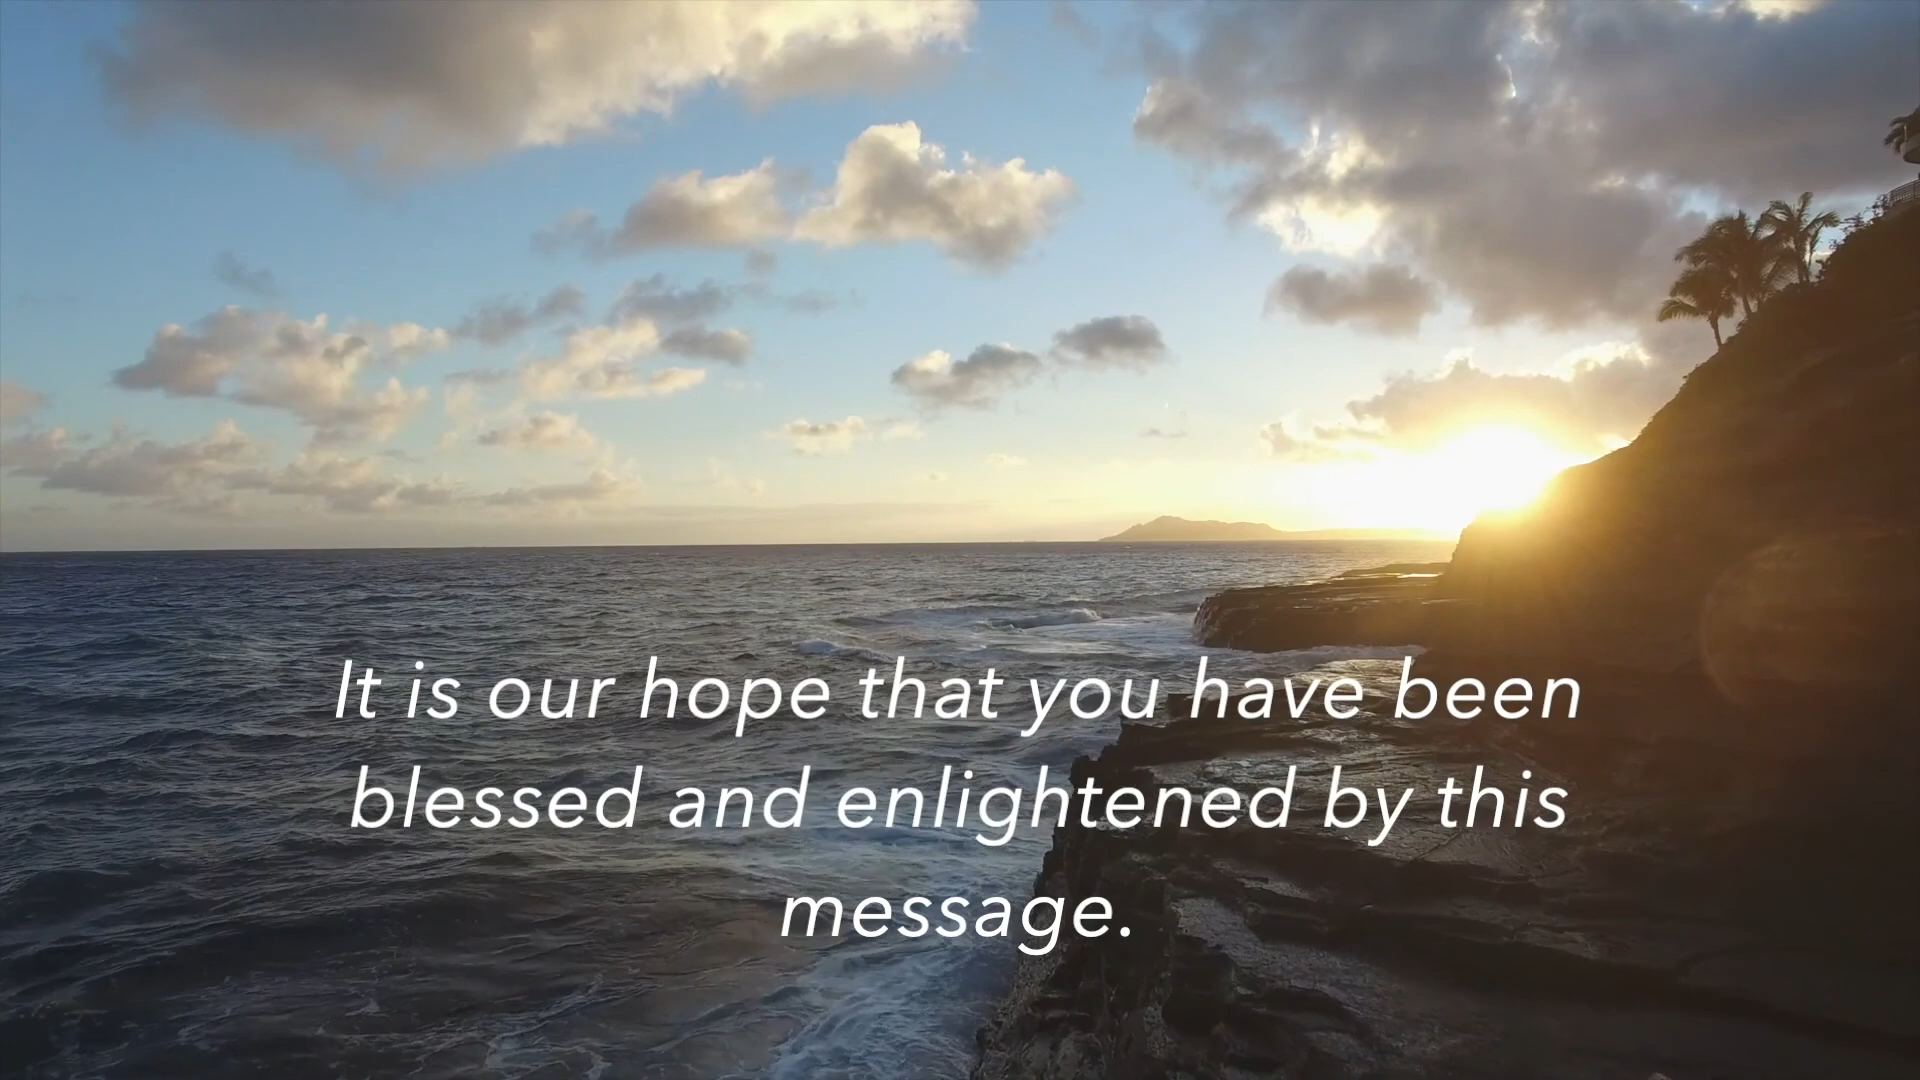 It is our hope that you have been
blessed and enlightened by this
message.